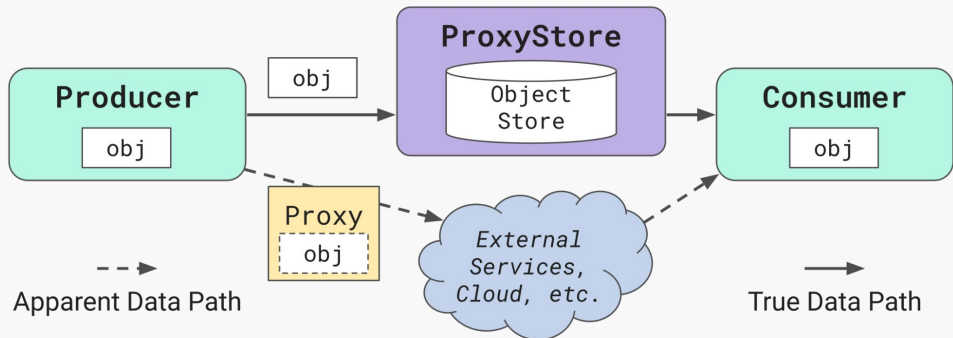 ProxyStore
obj
Producer
Object
Store
Consumer
obj
obj
Proxy
obj
External
Services,
Cloud, etc.
Apparent Data Path
True Data Path